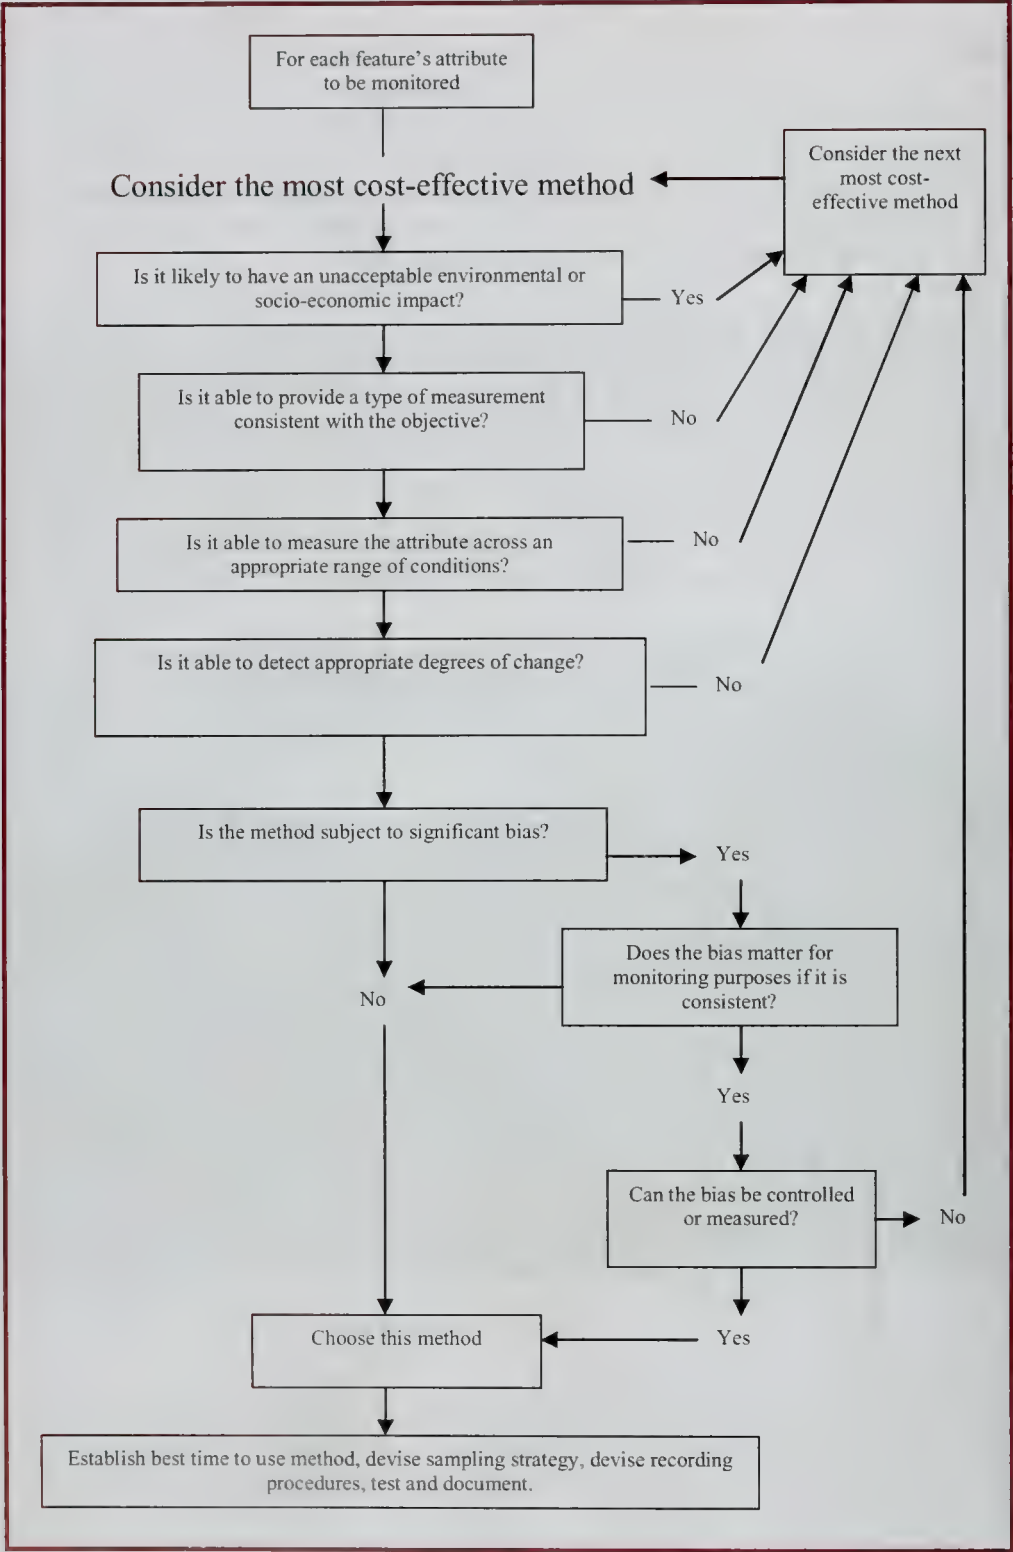 For each feature's attribute
to be monitored
Consider the next
most cost-
effective method
Consider the most cost-effective method
Is it likely to have an unacceptable environmental or
socio-economic impact?
Yes
Is it able to provide a type of measurement
consistent with the objective?
No
Is it able to measure the attribute across an
appropriate range of conditions?
No
Is it able to detect appropriate degrees of change?
No
Is the method subject to significant bias?
Yes
Does the bias matter for
monitoring purposes if it is
consistent?
No
Yes
Can the bias be controlled
or measured?
No
Choose this method
Yes
Establish best time to use method, devise sampling strategy, devise recording
procedures, test and document.